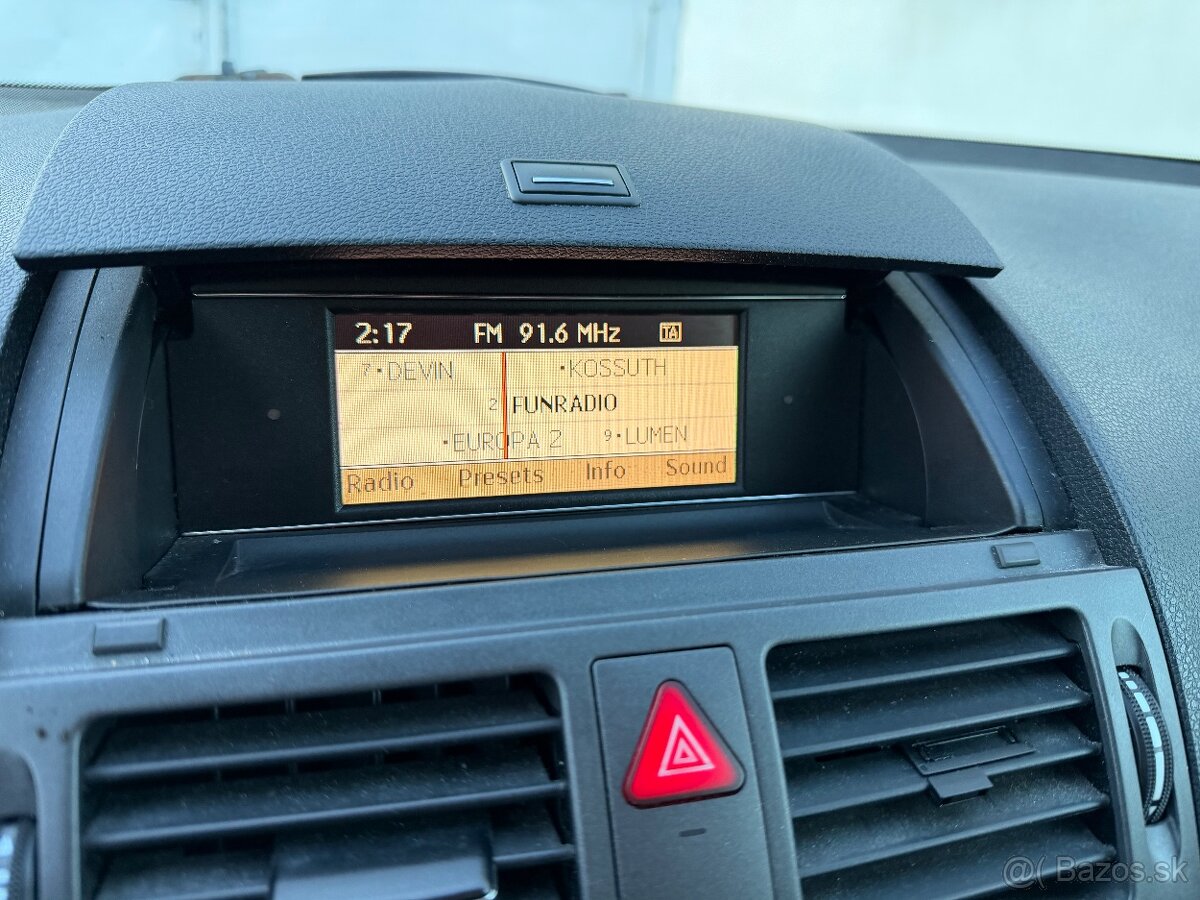 2:17 FM 91.6 MHz TA
7·DEVIN ·KOSSUTH
2 FUNRADIO
·EUROPA 2 9·LUMEN
Radio Presets Info Sound
@( Bazos.sk